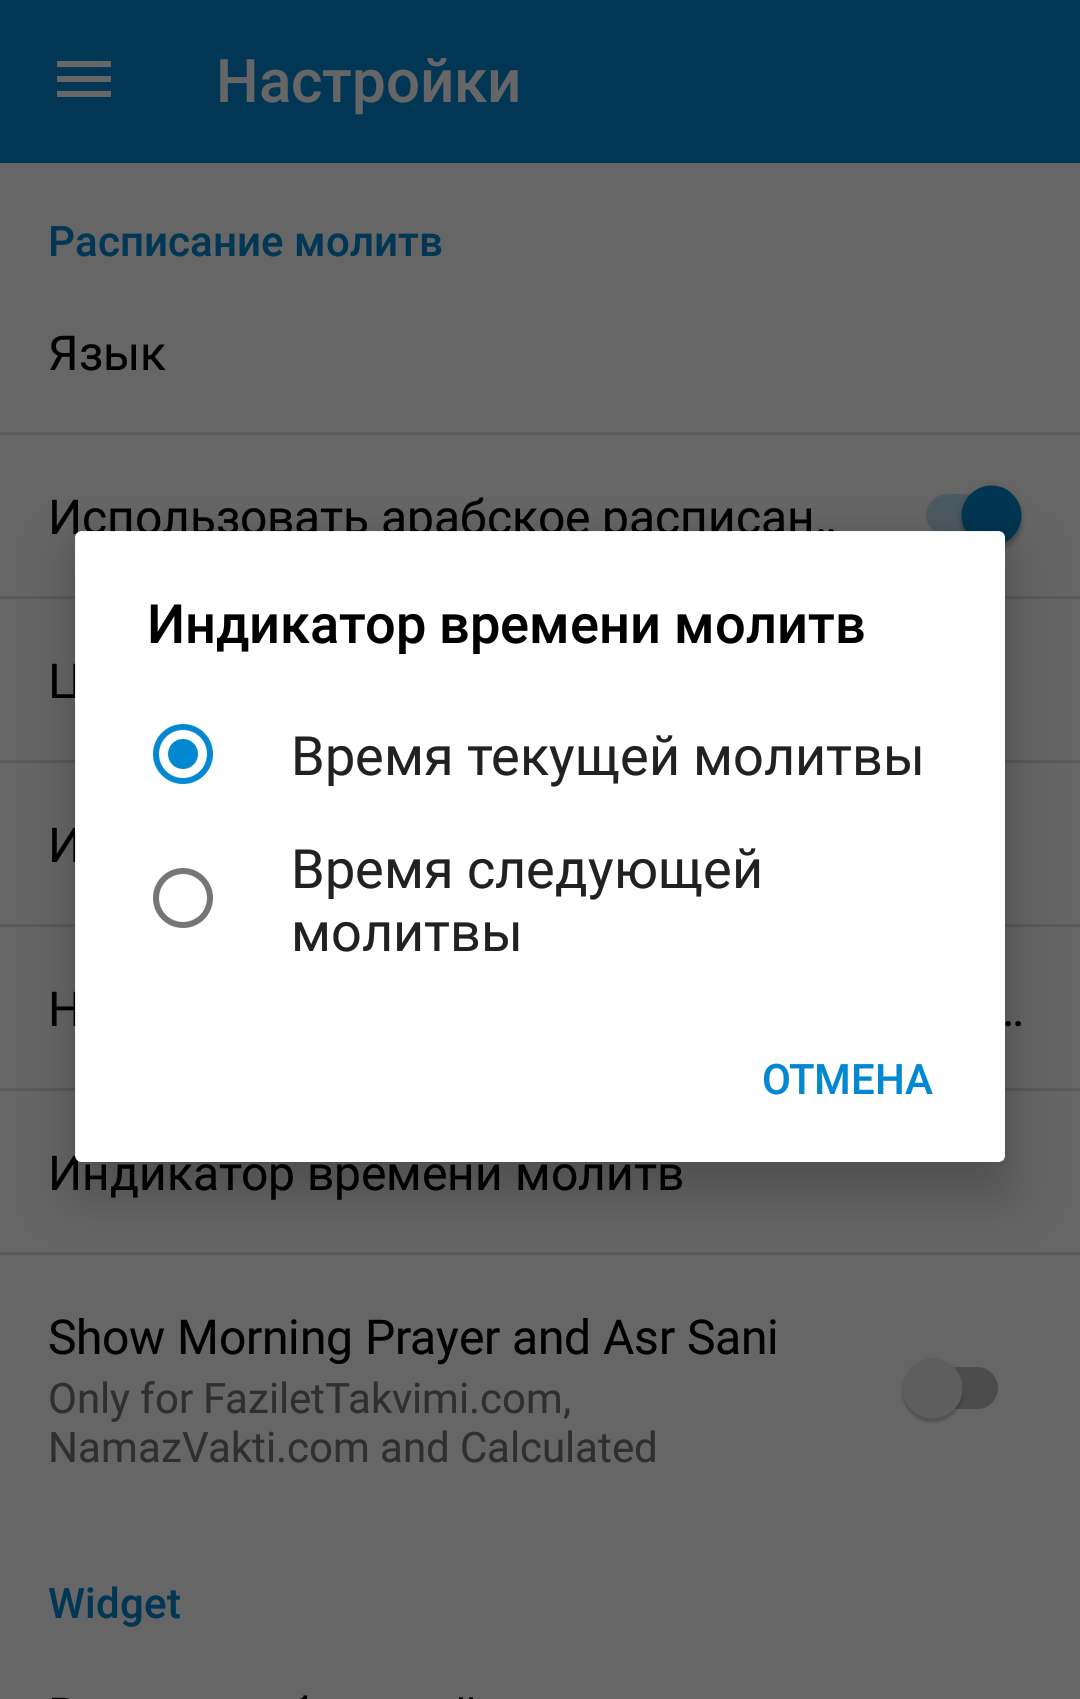 Настройки
Расписание молитв
Язык
Использовать арабское расписан..
Индикатор времени молитв
Время текущей молитвы
Время следующей
молитвы
ОТМЕНА
Индикатор времени молитв
Show Morning Prayer and Asr Sani
Only for FaziletTakvimi.com,
NamazVakti.com and Calculated
Widget